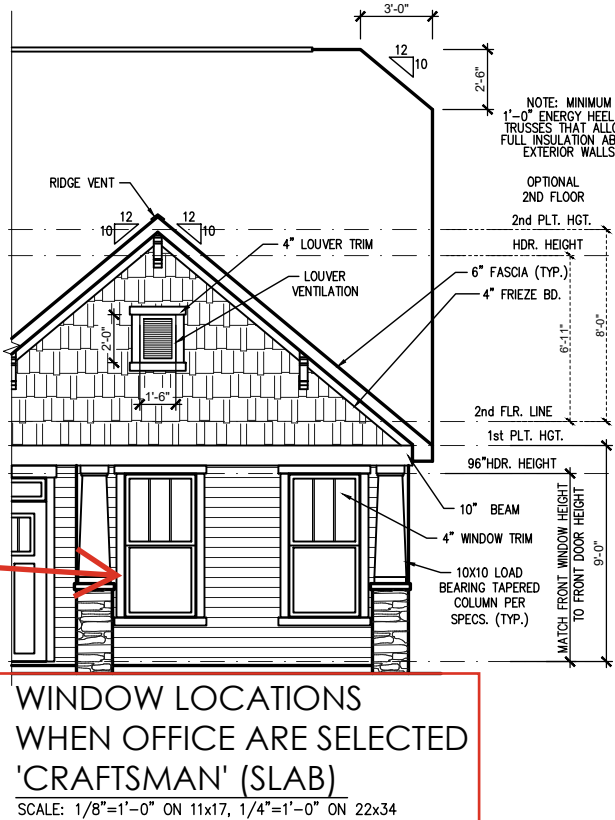 3'-0"
12
10
2'-6"
NOTE: MINIMUM
1'-0" ENERGY HEEL
TRUSSES THAT
FULL INSULATION
EXTERIOR WALLS
OPTIONAL
2ND FLOOR
RIDGE VENT
12
10
12
10
2nd PLT. HGT.
HDR. HEIGHT
4" LOUVER TRIM
LOUVER
VENTILATION
6" FASCIA (TYP.)
4" FRIEZE BD.
2'-0"
1'-6"
6'-11"
8'-0"
2nd FLR. LINE
1st PLT. HGT.
96"HDR. HEIGHT
10" BEAM
4" WINDOW TRIM
10X10 LOAD
BEARING TAPERED
COLUMN PER
SPECS. (TYP.)
MATCH FRONT WINDOW HEIGHT
TO FRONT DOOR HEIGHT
9'-0"
WINDOW LOCATIONS
WHEN OFFICE ARE SELECTED
'CRAFTSMAN' (SLAB)
SCALE: 1/8"=1'-0" ON 11x17, 1/4"=1'-0" ON 22x34